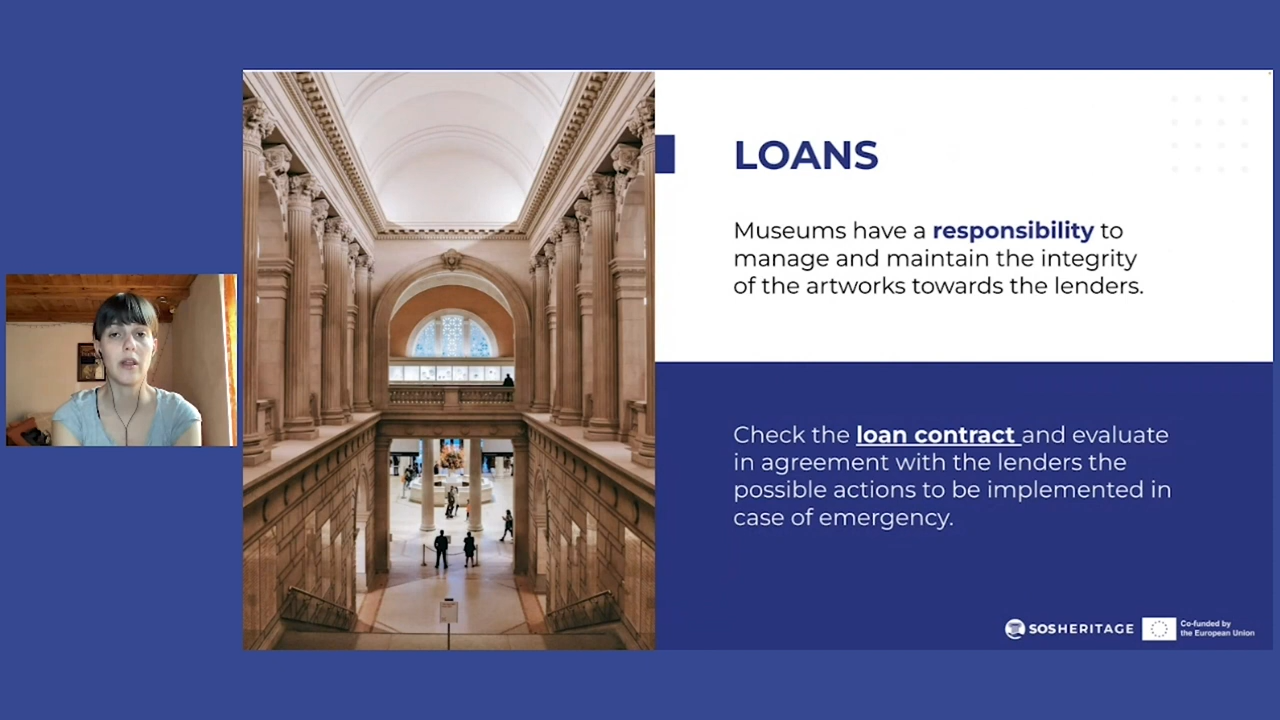 LOANS
Museums have a responsibility to
manage and maintain the integrity
of the artworks towards the lenders.
Check the loan contract and evaluate
in agreement with the lenders the
possible actions to be implemented in
case of emergency.
SOSHERITAGE
Co-funded by
the European Union